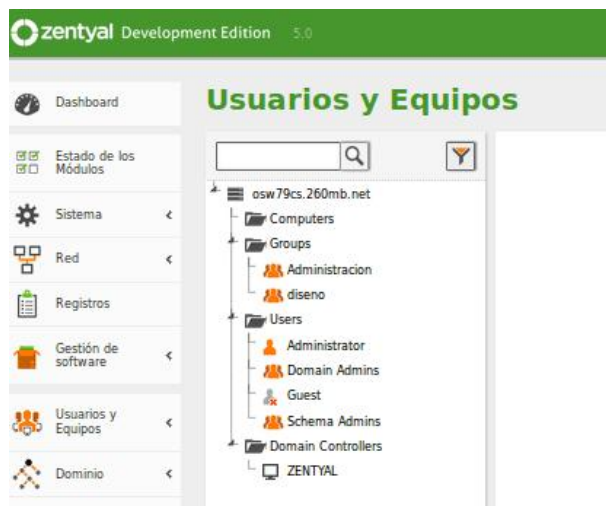 zentyal Development Edition 5.0
Dashboard
Estado de los
Módulos
Sistema
Red
Registros
Gestión de
software
Usuarios y
Equipos
Dominio
Usuarios y Equipos
osw79cs.260mb.net
Computers
Groups
Administracion
diseno
Users
Administrator
Domain Admins
Guest
Schema Admins
Domain Controllers
ZENTYAL